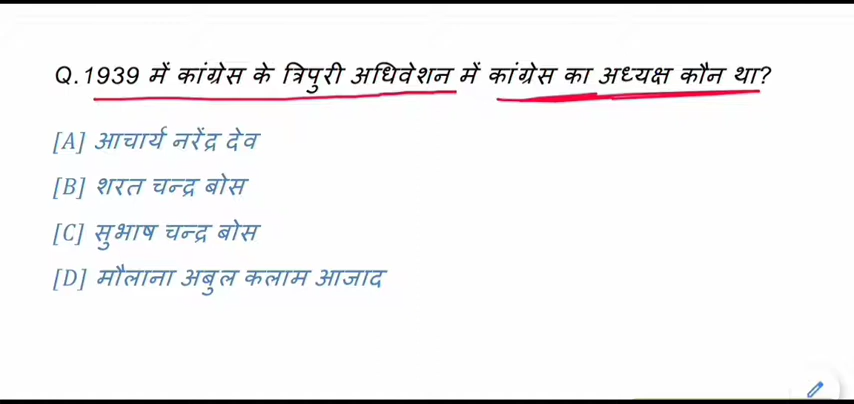 Q.1939 में कांग्रेस के त्रिपुरी अधिवेशन में कांग्रेस का अध्यक्ष कौन था?
[A] आचार्य नरेंद्र देव
[B] शरत चन्द्र बोस
[C] सुभाष चन्द्र बोस
[D] मौलाना अबुल कलाम आजाद